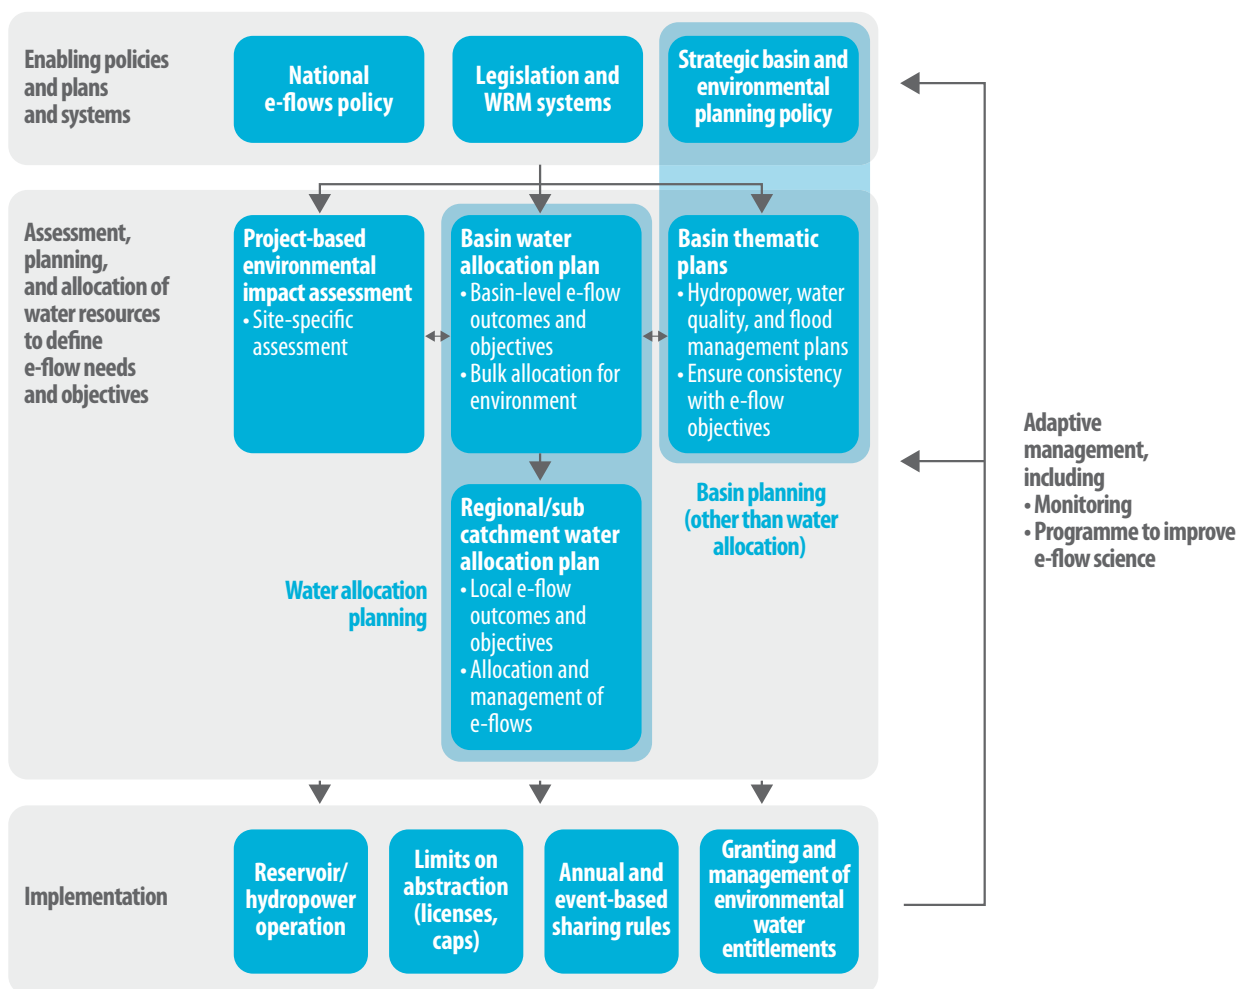 Enabling policies
and plans
and systems
National
e-flows policy
Legislation and
WRM systems
Strategic basin and
environmental
planning policy
Assessment,
planning,
and allocation of
water resources
to define
e-flow needs
and objectives
Project-based
environmental
impact assessment
• Site-specific
assessment
Basin water
allocation plan
• Basin-level e-flow
outcomes and
objectives
• Bulk allocation for
environment
Basin thematic
plans
• Hydropower, water
quality, and flood
management plans
• Ensure consistency
with e-flow
objectives
Regional/sub
catchment water
allocation plan
• Local e-flow
outcomes and
objectives
• Allocation and
management of
e-flows
Water allocation
planning
Basin planning
(other than water
allocation)
Adaptive
management,
including
• Monitoring
• Programme to improve
e-flow science
Implementation
Reservoir/
hydropower
operation
Limits on
abstraction
(licenses,
caps)
Annual and
event-based
sharing rules
Granting and
management of
environmental
water
entitlements